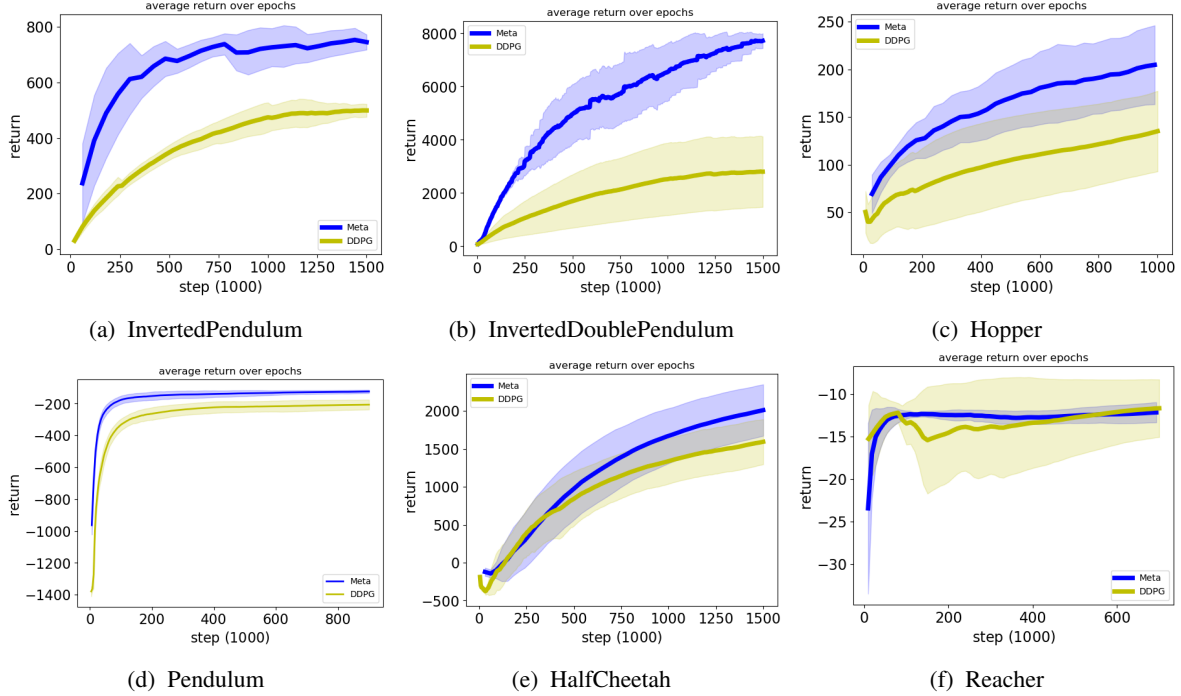 average return over epochs
800
600
400
200
0
return
Meta
DDPG
0 250 500 750 1000 1250 1500
step (1000)
(a) InvertedPendulum
average return over epochs
8000
6000
4000
2000
0
return
Meta
DDPG
0 250 500 750 1000 1250 1500
step (1000)
(b) InvertedDoublePendulum
average return over epochs
250
200
150
100
50
return
Meta
DDPG
0 200 400 600 800 1000
step (1000)
(c) Hopper
average return over epochs
−200
−400
−600
−800
−1000
−1200
−1400
return
Meta
DDPG
0 200 400 600 800
step (1000)
(d) Pendulum
average return over epochs
2000
1500
1000
500
0
−500
return
Meta
DDPG
0 250 500 750 1000 1250 1500
step (1000)
(e) HalfCheetah
average return over epochs
−10
−15
−20
−25
−30
return
Meta
DDPG
0 200 400 600
step (1000)
(f) Reacher